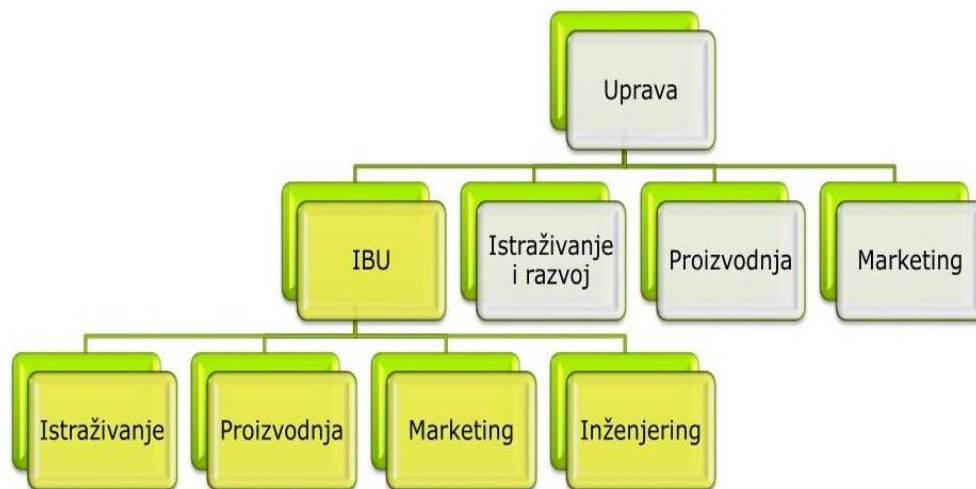 Uprava
IBU
Istraživanje
i razvoj
Proizvodnja
Marketing
Istraživanje
Proizvodnja
Marketing
Inženjering